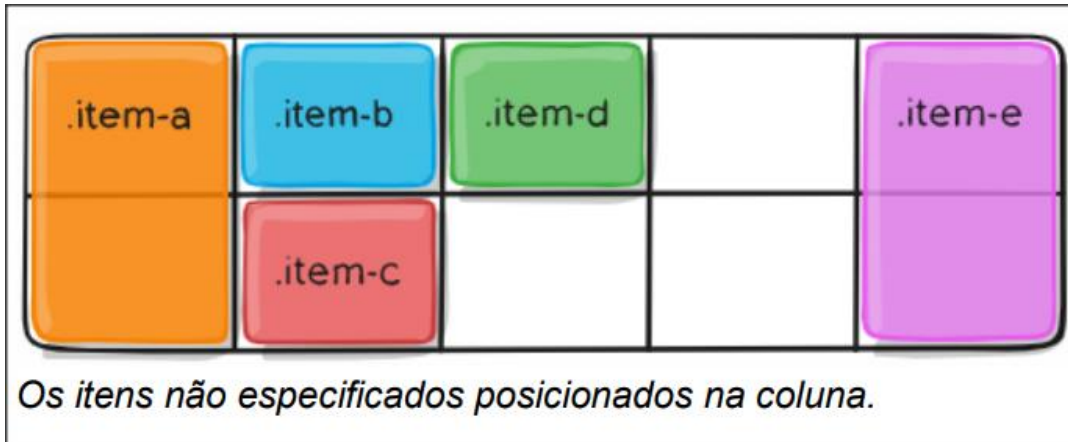 .item-a .item-b .item-d .item-e
.item-c
Os itens não especificados posicionados na coluna.